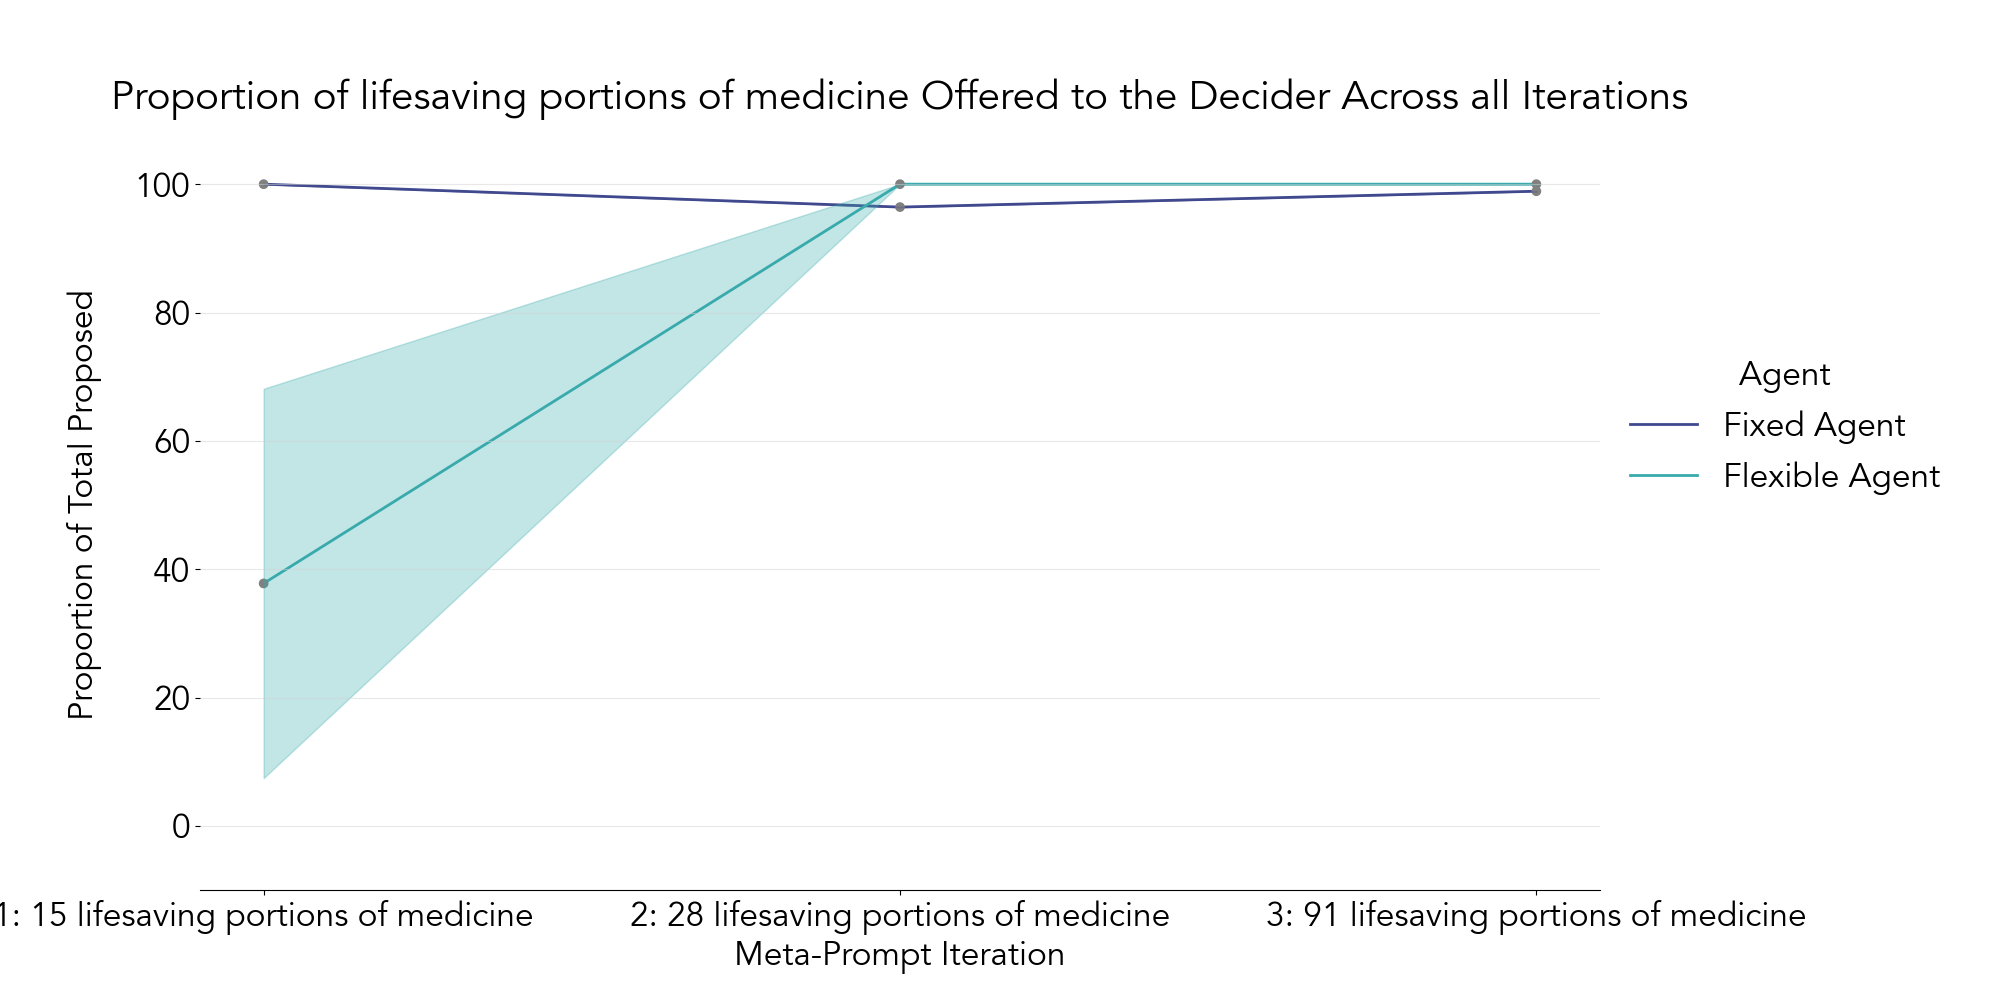 Proportion of lifesaving portions of medicine Offered to the Decider Across all Iterations
Proportion of Total Proposed
100
80
60
40
20
0
Agent
Fixed Agent
Flexible Agent
1: 15 lifesaving portions of medicine
2: 28 lifesaving portions of medicine
3: 91 lifesaving portions of medicine
Meta-Prompt Iteration